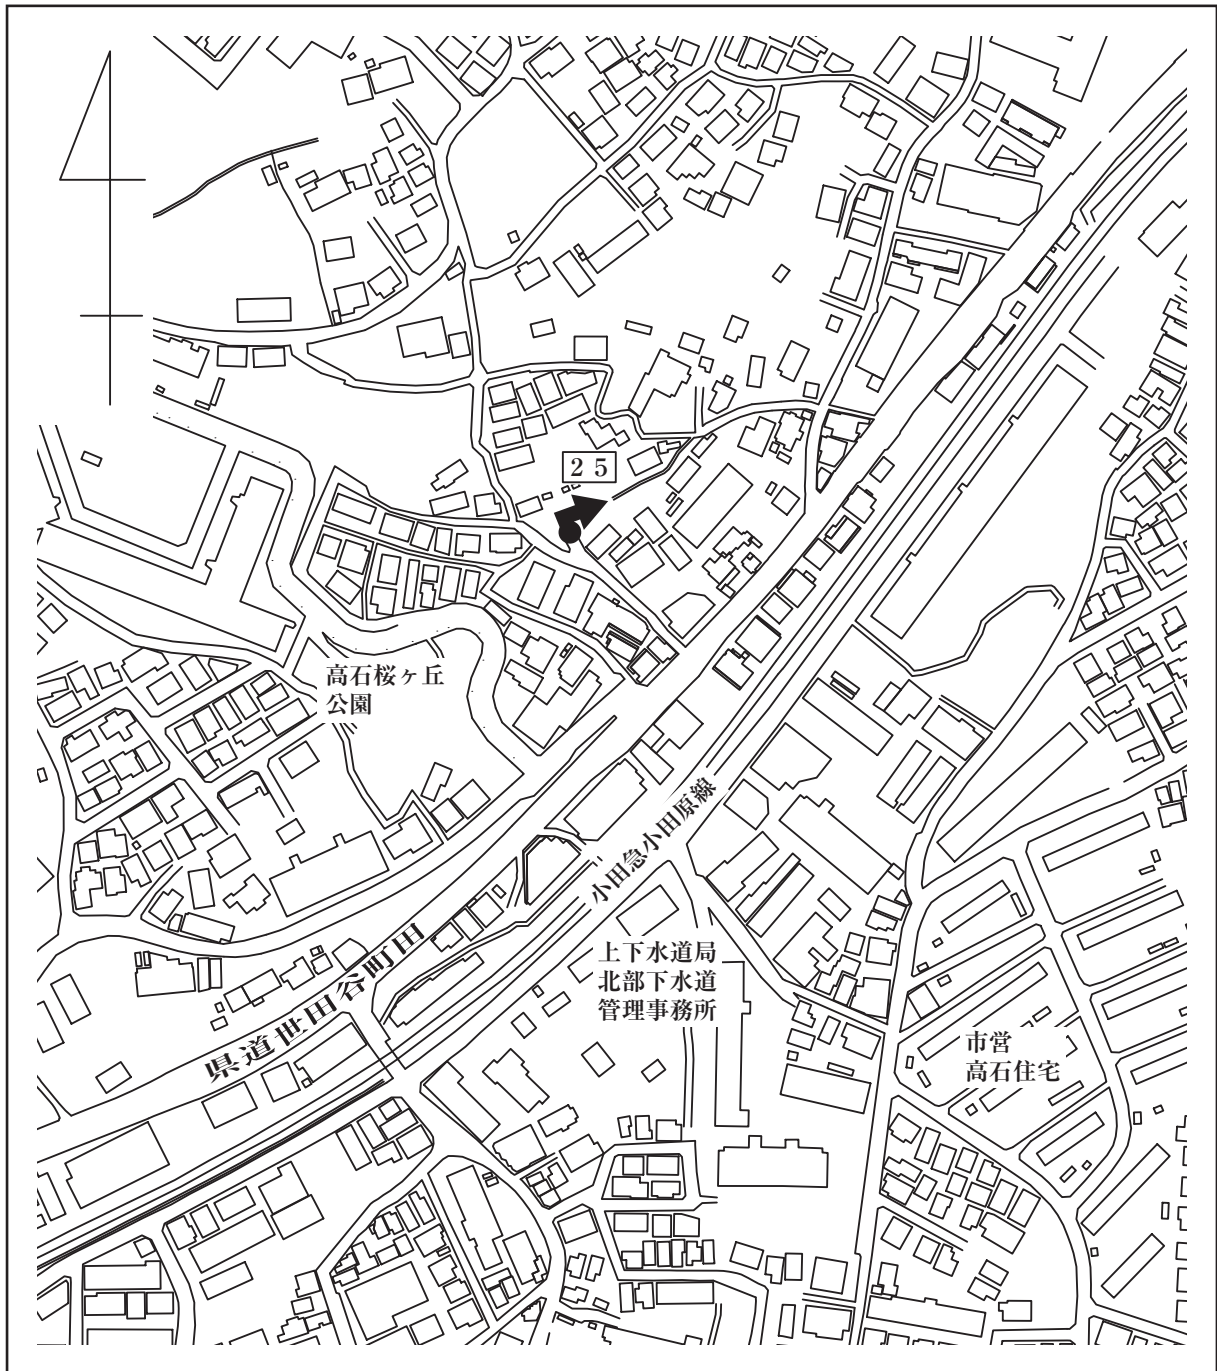 ２５
高石桜ヶ丘
公園
小田急小田原線
県道世田谷町田
上下水道局
北部下水道
管理事務所
市営
高石住宅